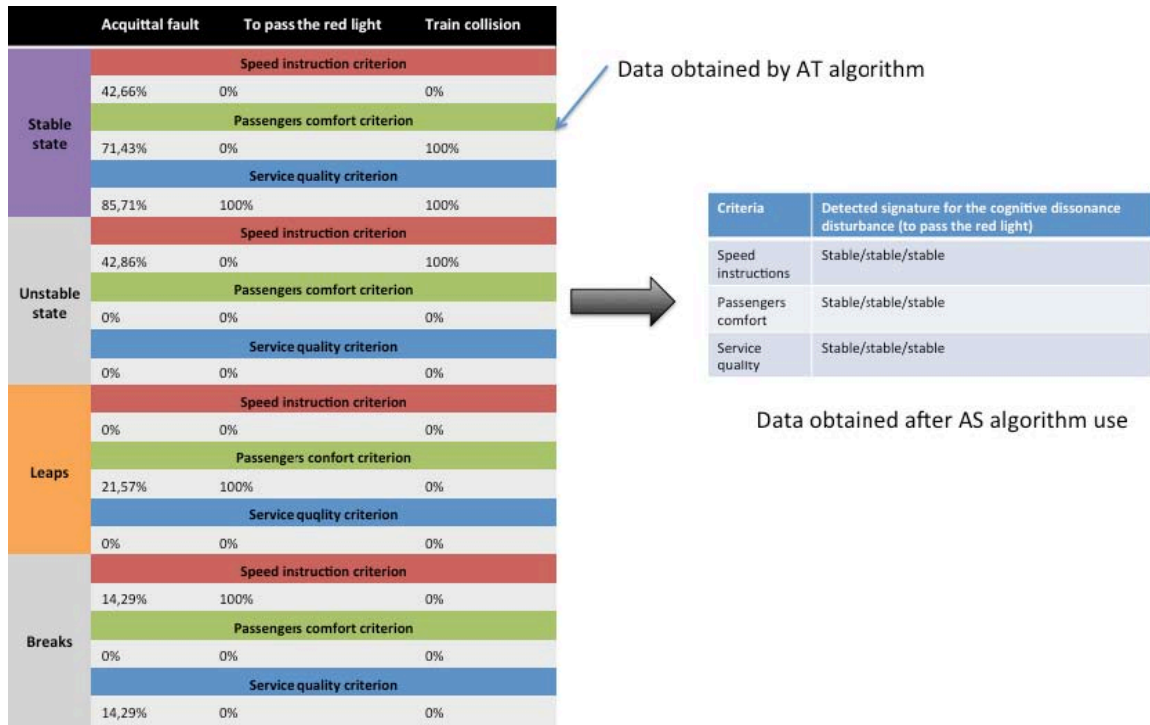 Acquittal fault To pass the red light Train collision
Stable
state
Speed instruction criterion
42,66% 0% 0%
Passengers comfort criterion
71,43% 0% 100%
Service quality criterion
85,71% 100% 100%
Unstable
state
Speed instruction criterion
42,86% 0% 100%
Passengers comfort criterion
0% 0% 0%
Service quality criterion
0% 0% 0%
Leaps
Speed instruction criterion
0% 0% 0%
Passengers confort criterion
21,57% 100% 0%
Service quqlity criterion
0% 0% 0%
Breaks
Speed instruction criterion
14,29% 100% 0%
Passengers comfort criterion
0% 0% 0%
Service quality criterion
14,29% 0% 0%
Data obtained by AT algorithm
Criteria Detected signature for the cognitive dissonance
disturbance (to pass the red light)
Speed Stable/stable/stable
instructions
Passengers Stable/stable/stable
comfort
Service Stable/stable/stable
quality
Data obtained after AS algorithm use